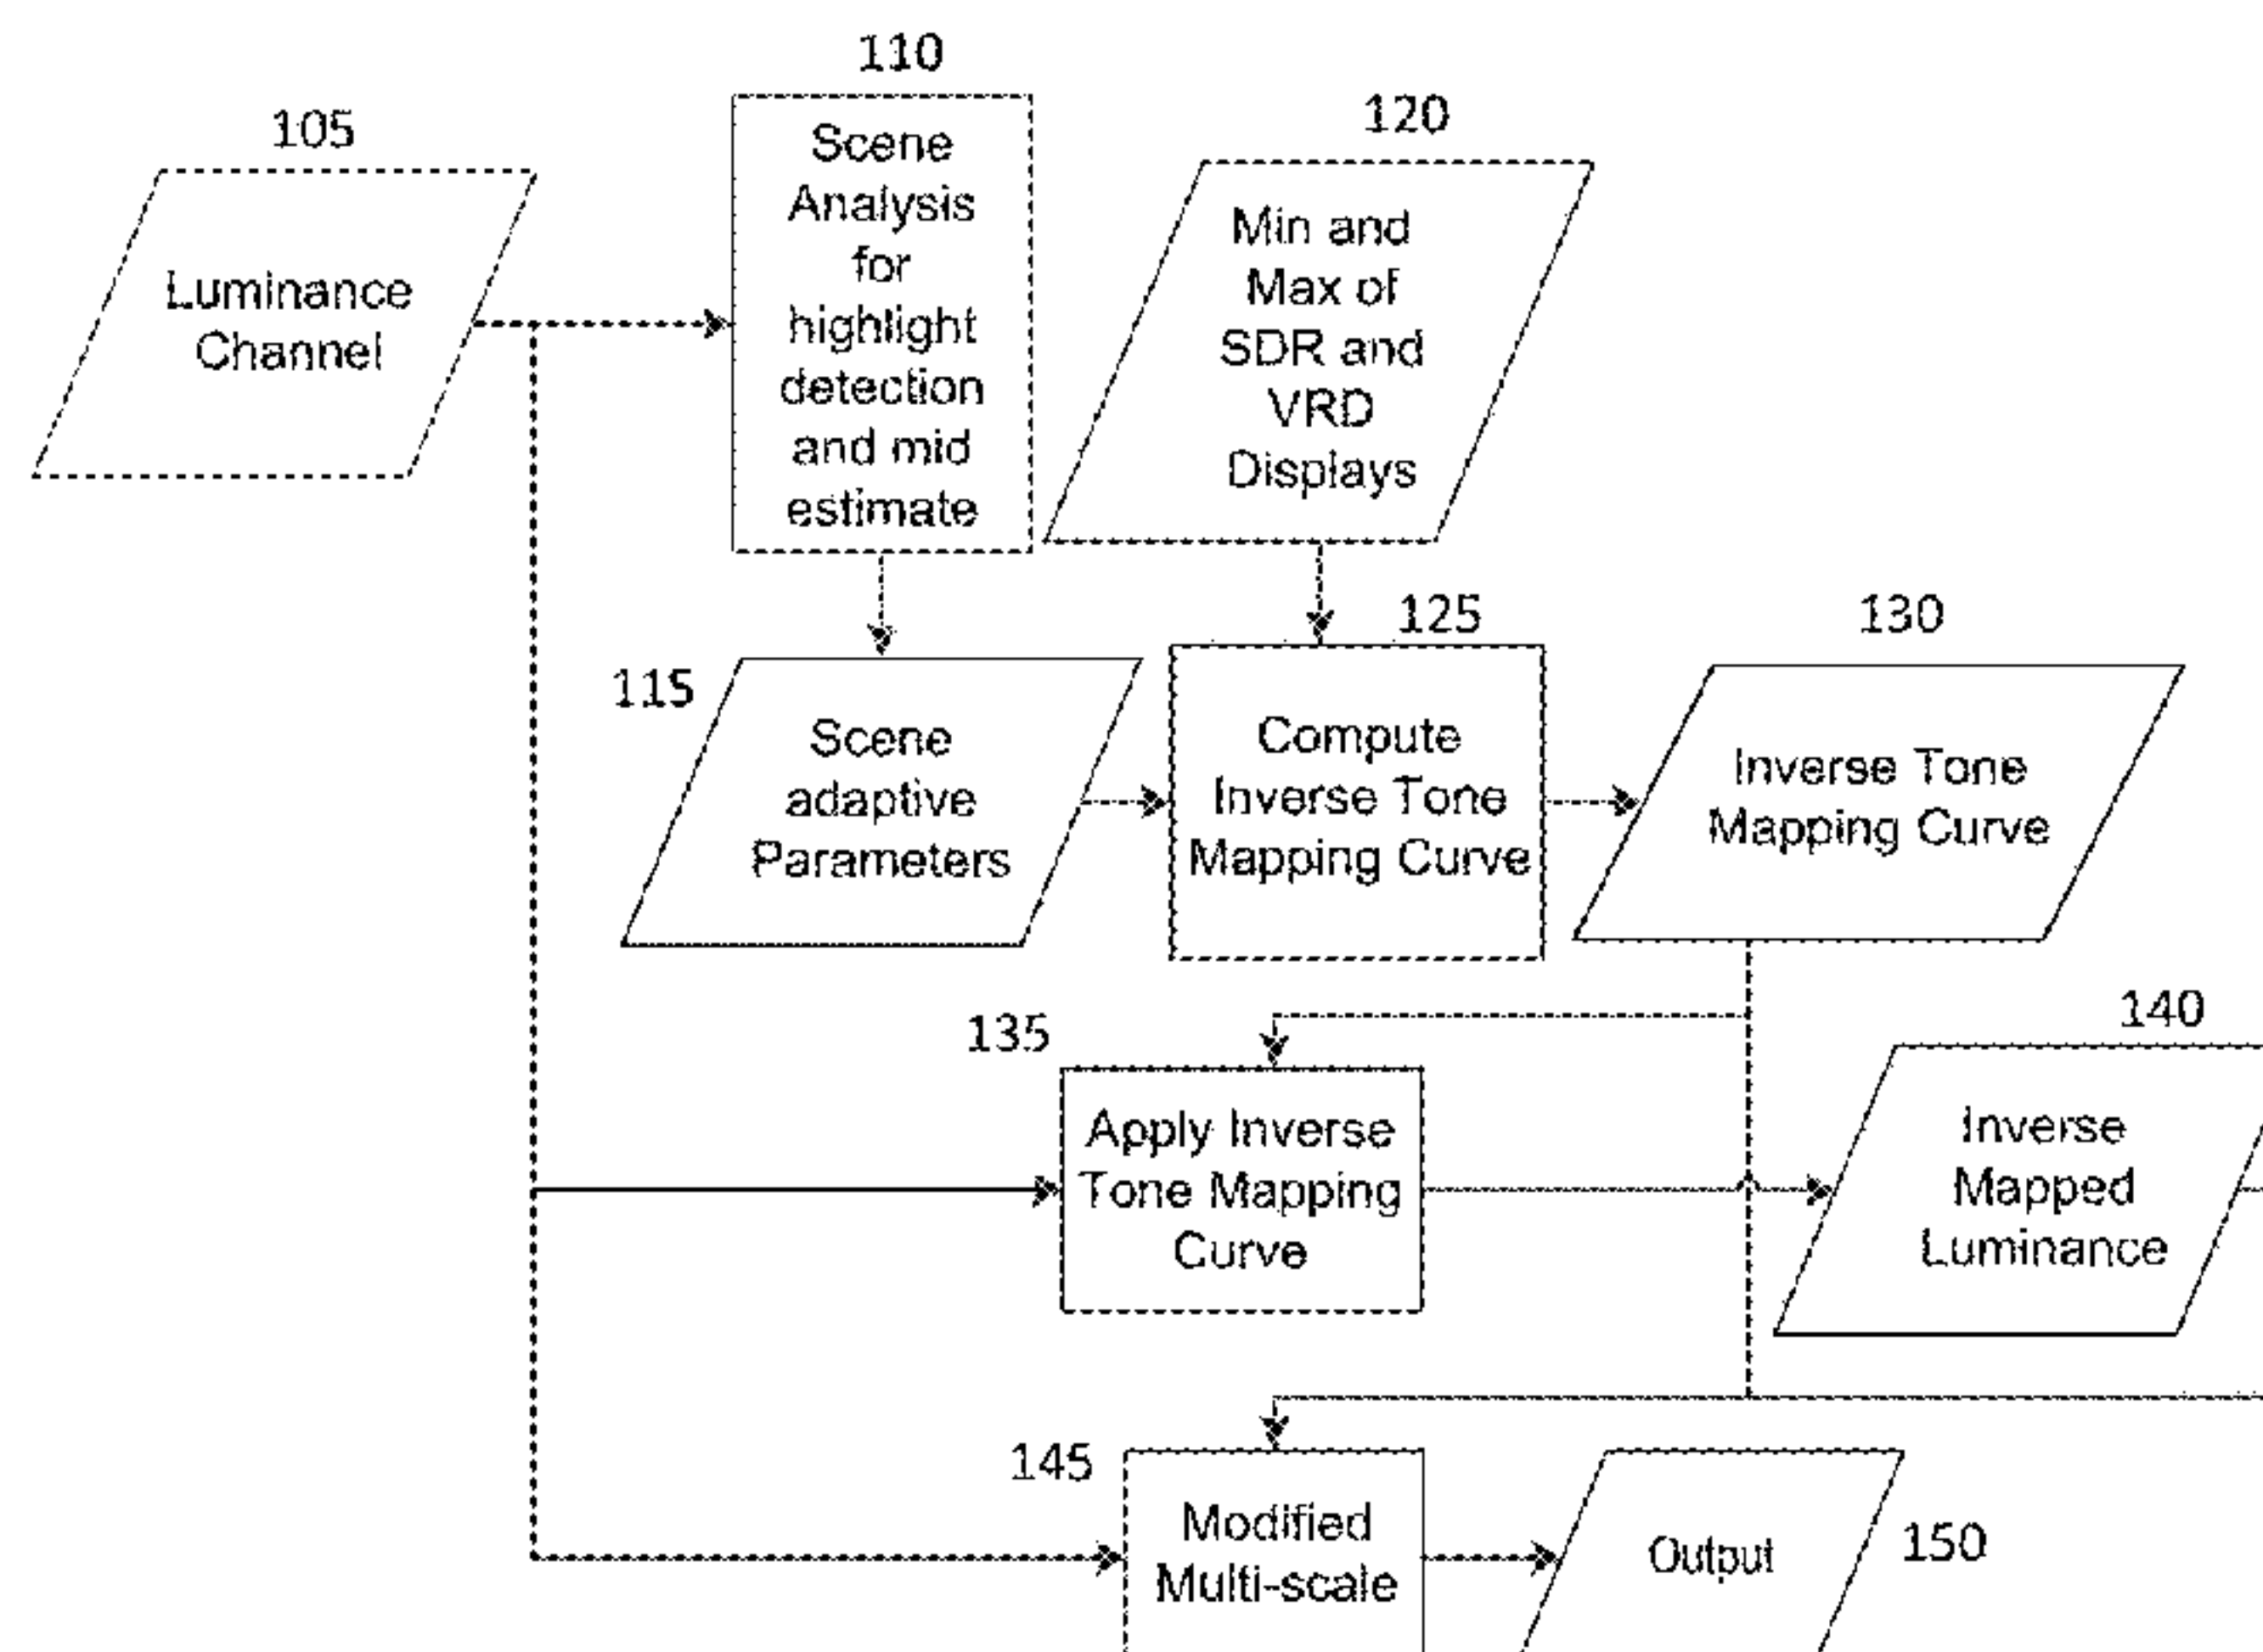 110
Scene
Analysis
for
highlight
detection
and mid
estimate
105
Luminance
Channel
120
Min and
Max of
SDR and
VRD
Displays
115
Scene
adaptive
Parameters
125
Compute
Inverse Tone
Mapping Curve
130
Inverse Tone
Mapping Curve
135
Apply Inverse
Tone Mapping
Curve
140
Inverse
Mapped
Luminance
145
Modified
Multi-scale
Output
150